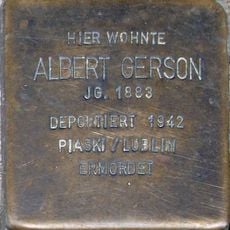 HIER WOHNTE
ALBERT GERSON
JG. 1883
DEPORTIERT 1942
PIASKI / LUBLIN
ERMORDET